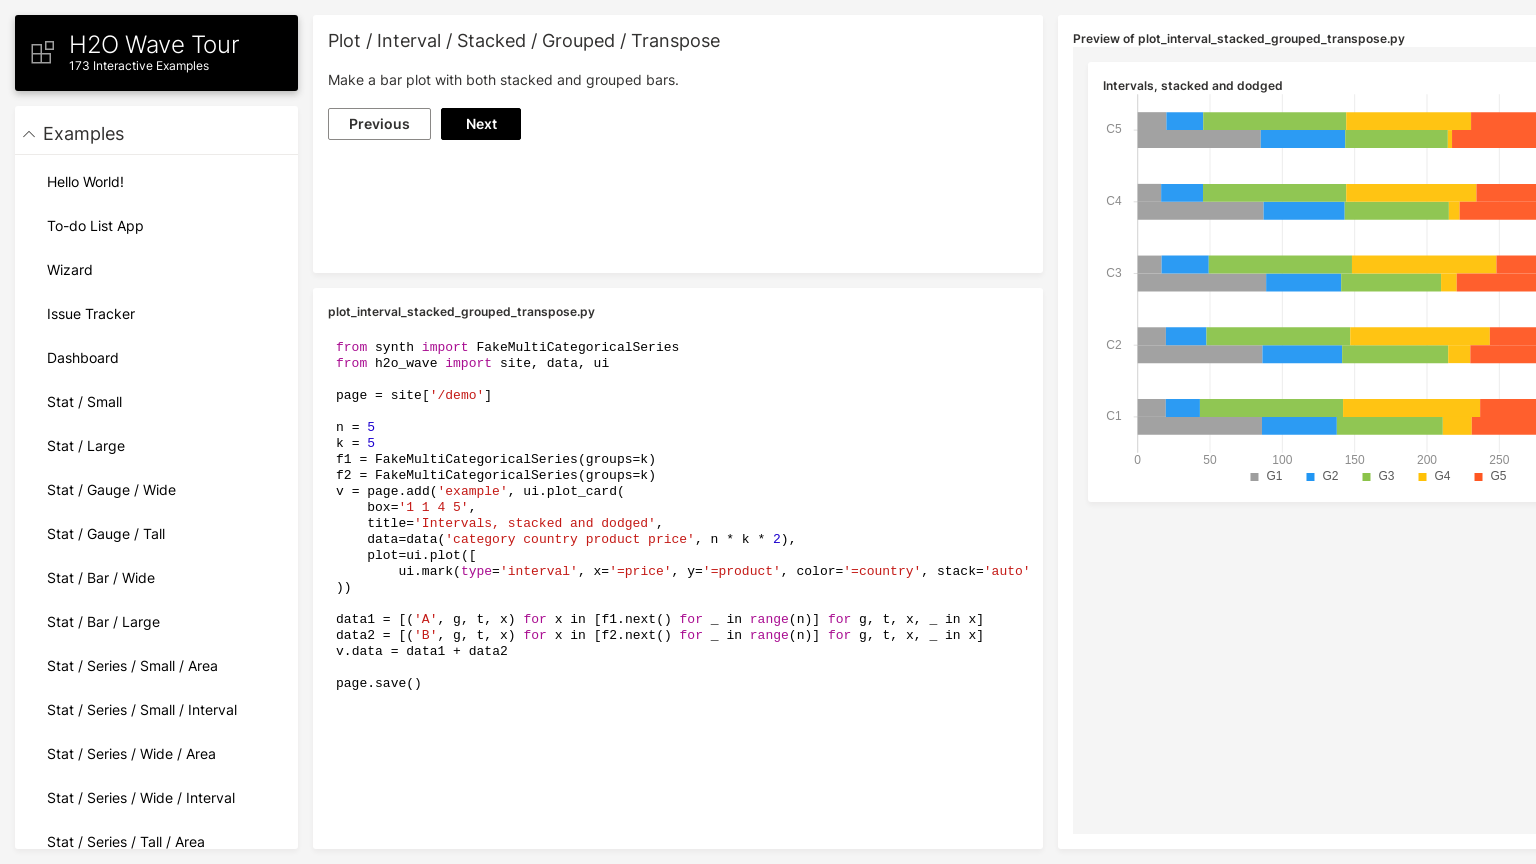 H2O Wave Tour
173 Interactive Examples
Examples
Hello World!
To-do List App
Wizard
Issue Tracker
Dashboard
Stat / Small
Stat / Large
Stat / Gauge / Wide
Stat / Gauge / Tall
Stat / Bar / Wide
Stat / Bar / Large
Stat / Series / Small / Area
Stat / Series / Small / Interval
Stat / Series / Wide / Area
Stat / Series / Wide / Interval
Stat / Series / Tall / Area
Plot / Interval / Stacked / Grouped / Transpose
Make a bar plot with both stacked and grouped bars.
Previous
Next
plot_interval_stacked_grouped_transpose.py
from synth import FakeMultiCategoricalSeries
from h2o_wave import site, data, ui
page = site['/demo']
n = 5
k = 5
f1 = FakeMultiCategoricalSeries(groups=k)
f2 = FakeMultiCategoricalSeries(groups=k)
v = page.add('example', ui.plot_card(
    box='1 1 4 5',
    title='Intervals, stacked and dodged',
    data=data('category country product price', n * k * 2),
    plot=ui.plot([
        ui.mark(type='interval', x='=price', y='=product', color='=country', stack='auto'
))
data1 = [('A', g, t, x) for x in [f1.next() for _ in range(n)] for g, t, x, _ in x]
data2 = [('B', g, t, x) for x in [f2.next() for _ in range(n)] for g, t, x, _ in x]
v.data = data1 + data2
page.save()
Preview of plot_interval_stacked_grouped_transpose.py
Intervals, stacked and dodged
C5
C4
C3
C2
C1
0 50 100 150 200 250
G1 G2 G3 G4 G5